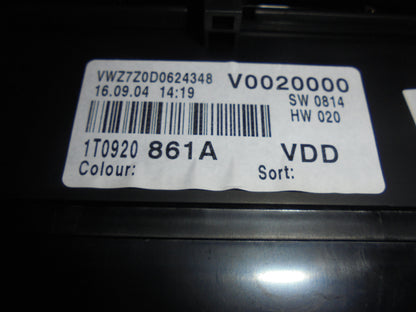 VWZ7Z0D0624348 V0020000
16.09.04 14:19 SW 0814
HW 020
1T0920 861A VDD
Colour: Sort: